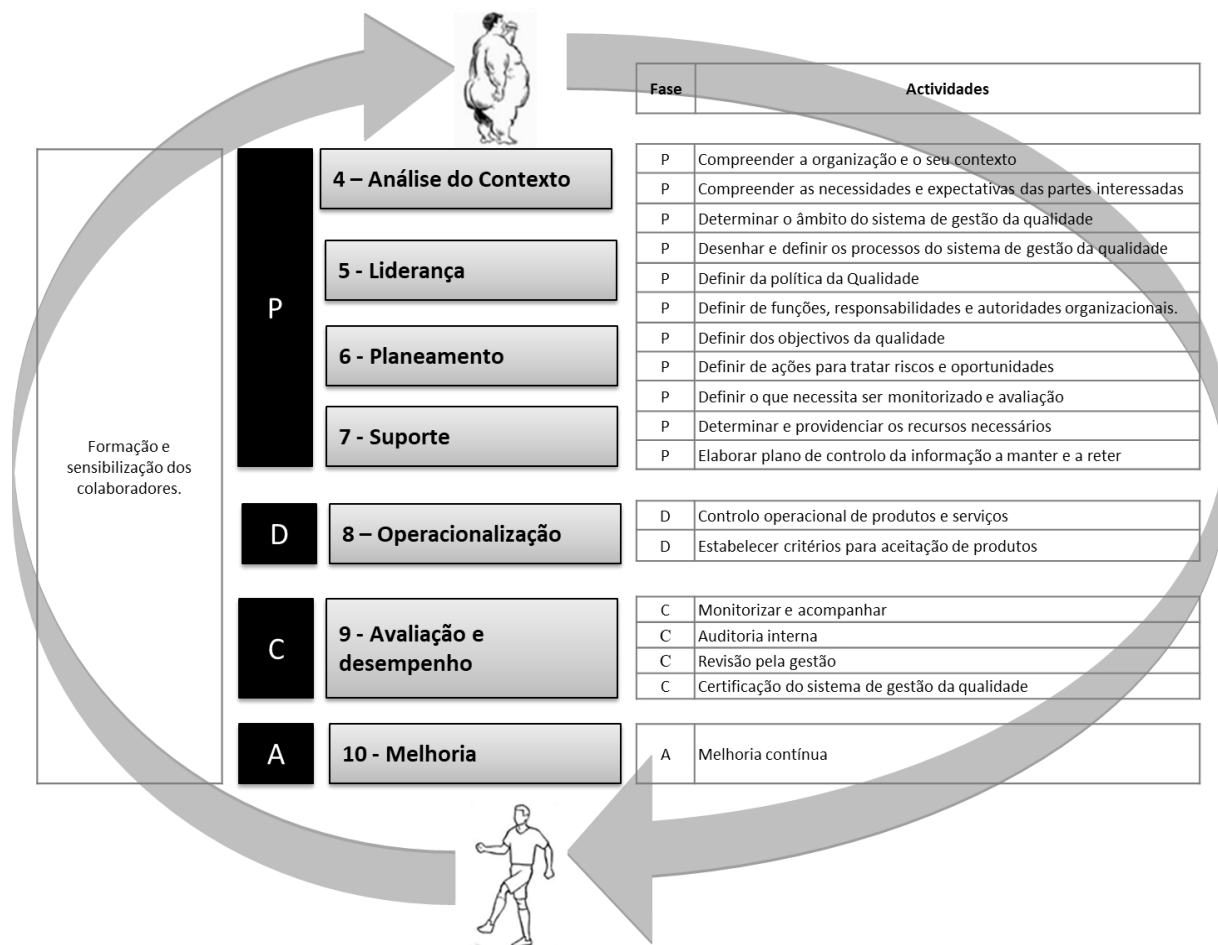 Fase Actividades
4 – Análise do Contexto
5 - Liderança
6 - Planeamento
7 - Suporte
P
P Compreender a organização e o seu contexto
P Compreender as necessidades e expectativas das partes interessadas
P Determinar o âmbito do sistema de gestão da qualidade
P Desenhar e definir os processos do sistema de gestão da qualidade
P Definir da política da Qualidade
P Definir de funções, responsabilidades e autoridades organizacionais.
P Definir dos objectivos da qualidade
P Definir de ações para tratar riscos e oportunidades
P Definir o que necessita ser monitorizado e avaliação
P Determinar e providenciar os recursos necessários
P Elaborar plano de controlo da informação a manter e a reter
Formação e
sensibilização dos
colaboradores.
D
8 – Operacionalização
D Controlo operacional de produtos e serviços
D Estabelecer critérios para aceitação de produtos
C
9 - Avaliação e
desempenho
C Monitorizar e acompanhar
C Auditoria interna
C Revisão pela gestão
C Certificação do sistema de gestão da qualidade
A
10 - Melhoria
A Melhoria contínua